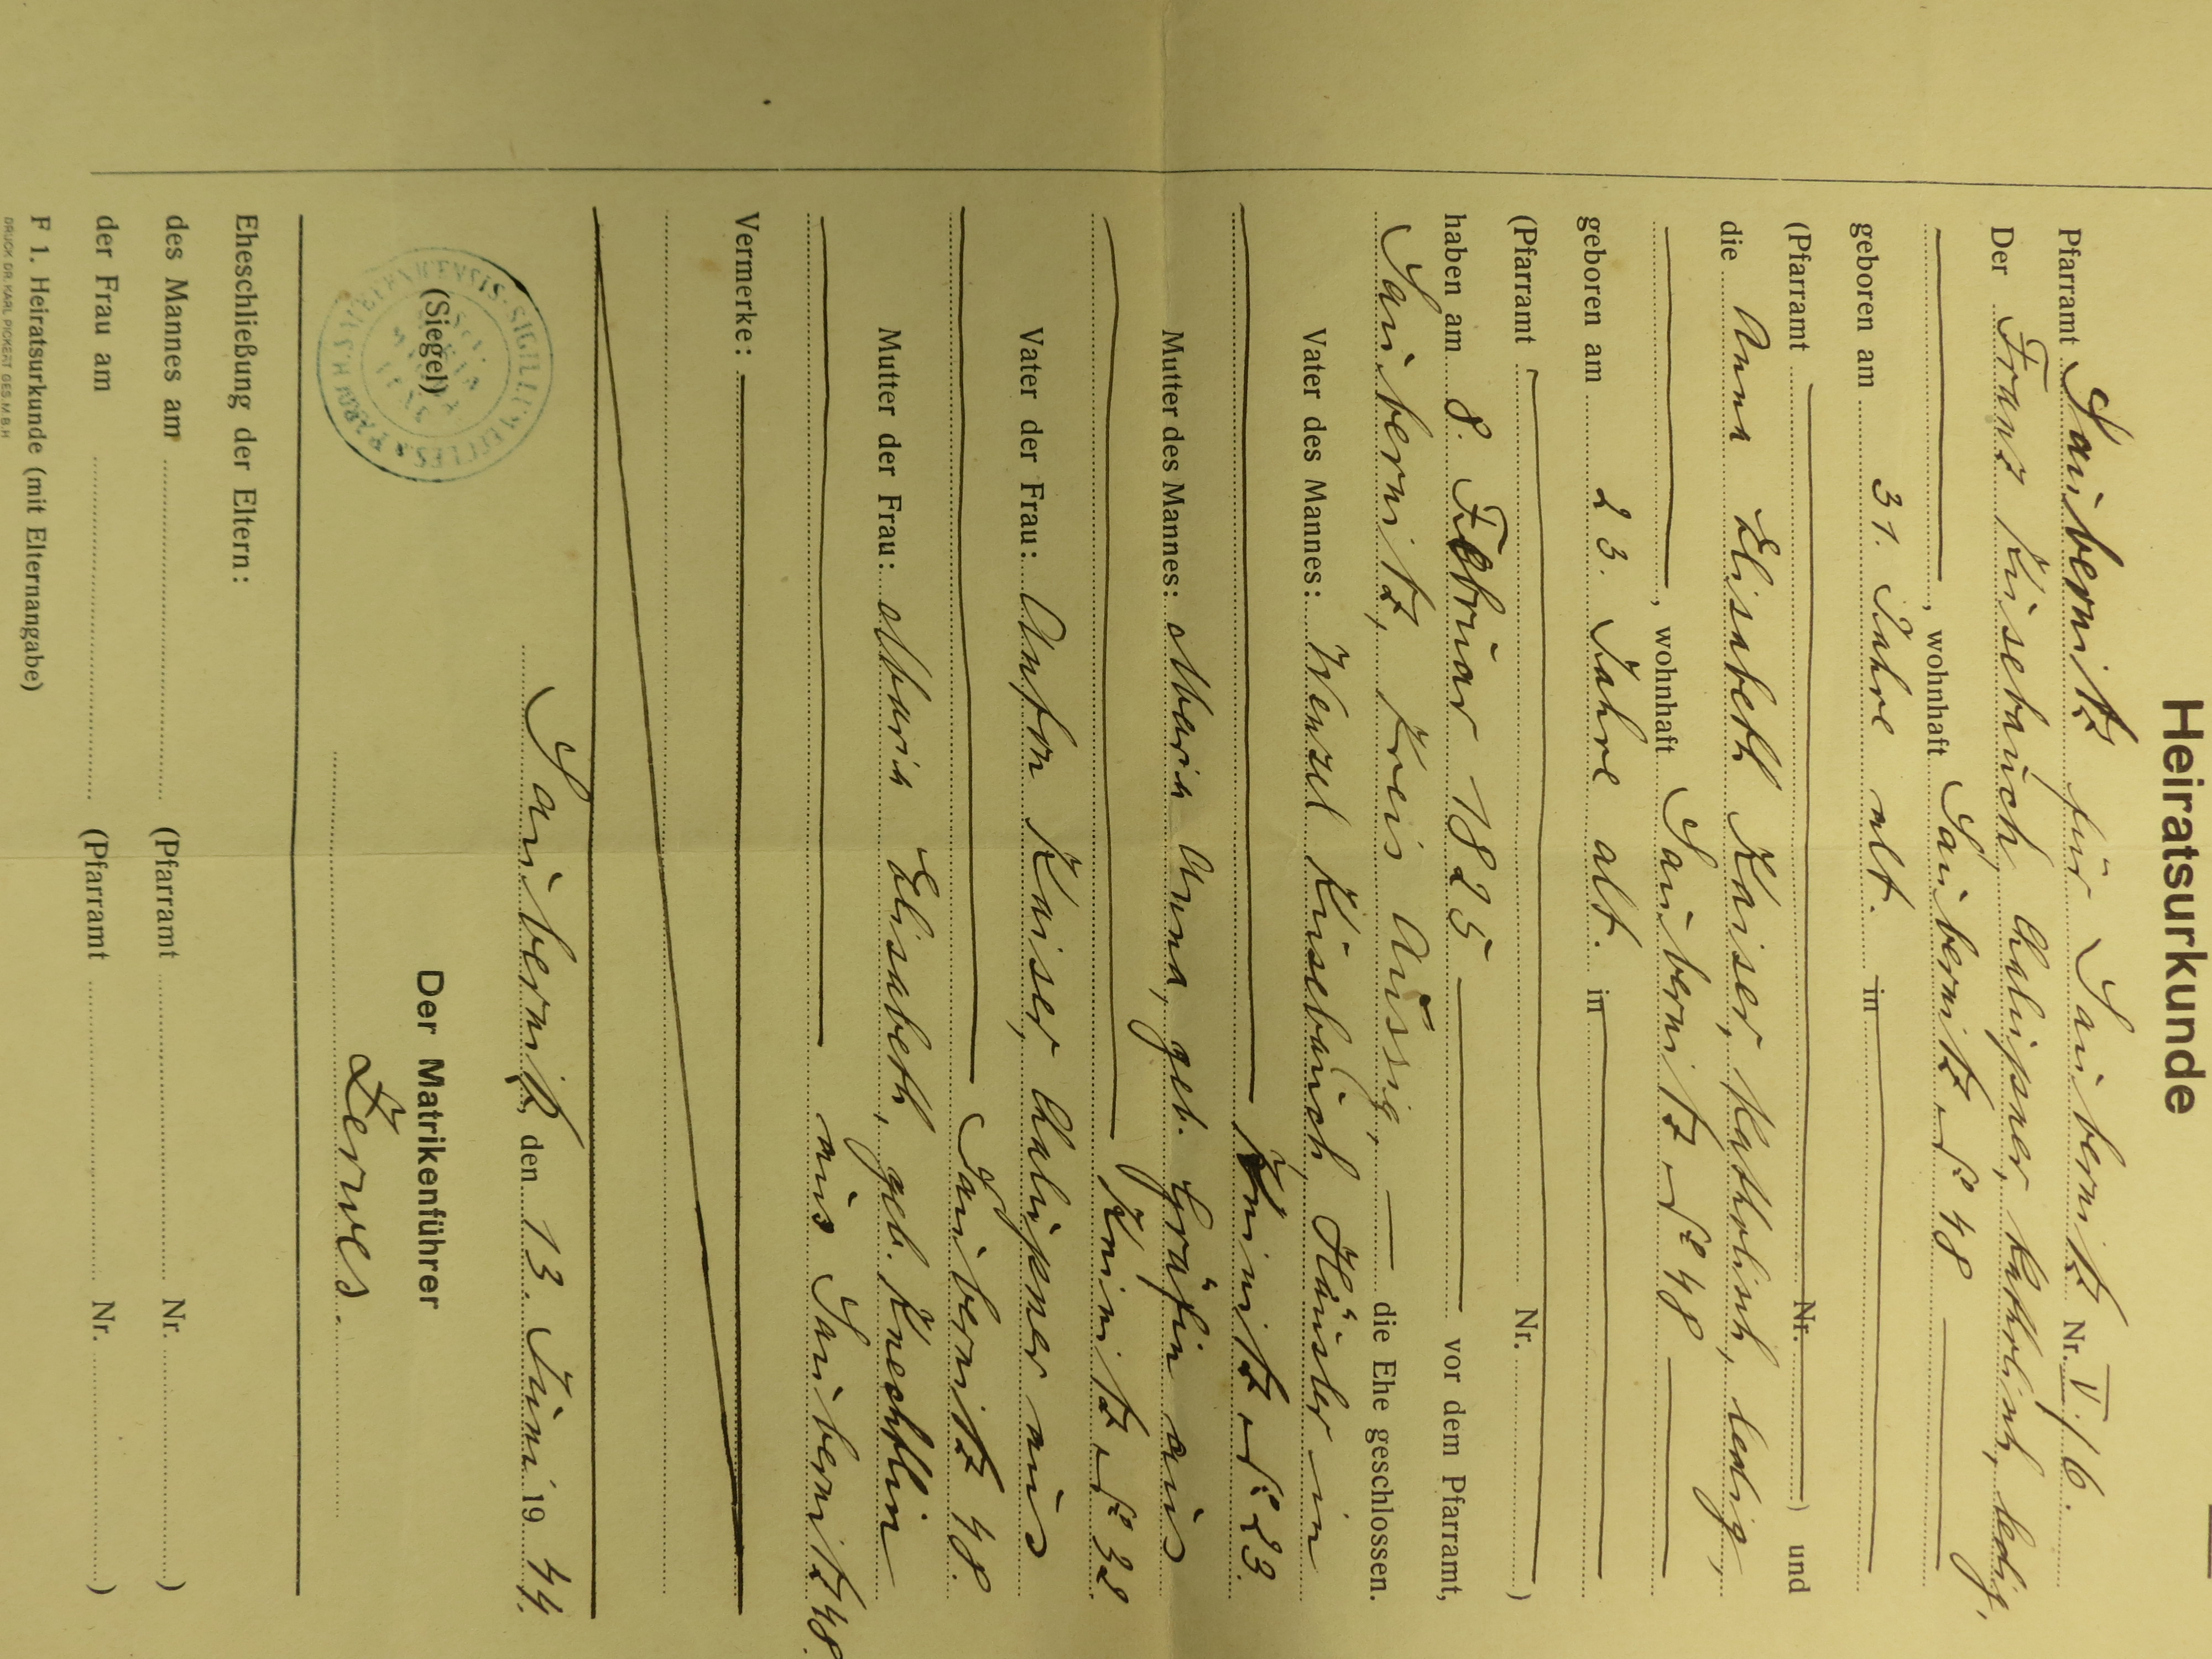 Heiratsurkunde
Pfarramt Saubernitz für Saubernitz Nr. V./6.
Der Franz Kusebauch, Chalupner, katholisch, ledig,
, wohnhaft Saubernitz No 48
geboren am 31. Jahre alt. in
(Pfarramt Nr. ) und
die Anna Elisabeth Kaiser, katholisch, ledig,
, wohnhaft Saubernitz No 48
geboren am 23. Jahre alt. in
(Pfarramt Nr. )
haben am 8. Februar 1825 vor dem Pfarramt,
Saubernitz, Kreis Aussig, die Ehe geschlossen.
Vater des Mannes: Wenzel Kusebauch, Häusler in
Kninitz No 23.
Mutter des Mannes: Maria Anna, geb. Gräfin aus
Kninitz No 32.
Vater der Frau: Anton Kaiser, Chalupner aus
Saubernitz 48.
Mutter der Frau: Maria Elisabeth, geb. Knechtlin
aus Saubernitz 48.
Vermerke:
Saubernitz, den 13. Juni 1944.
(Siegel)
Der Matrikenführer
Zerwes.
Eheschließung der Eltern:
des Mannes am (Pfarramt Nr. )
der Frau am (Pfarramt Nr. )
F 1. Heiratsurkunde (mit Elternangabe)
DRUCK DR. KARL PICKERT GES.M.B.H